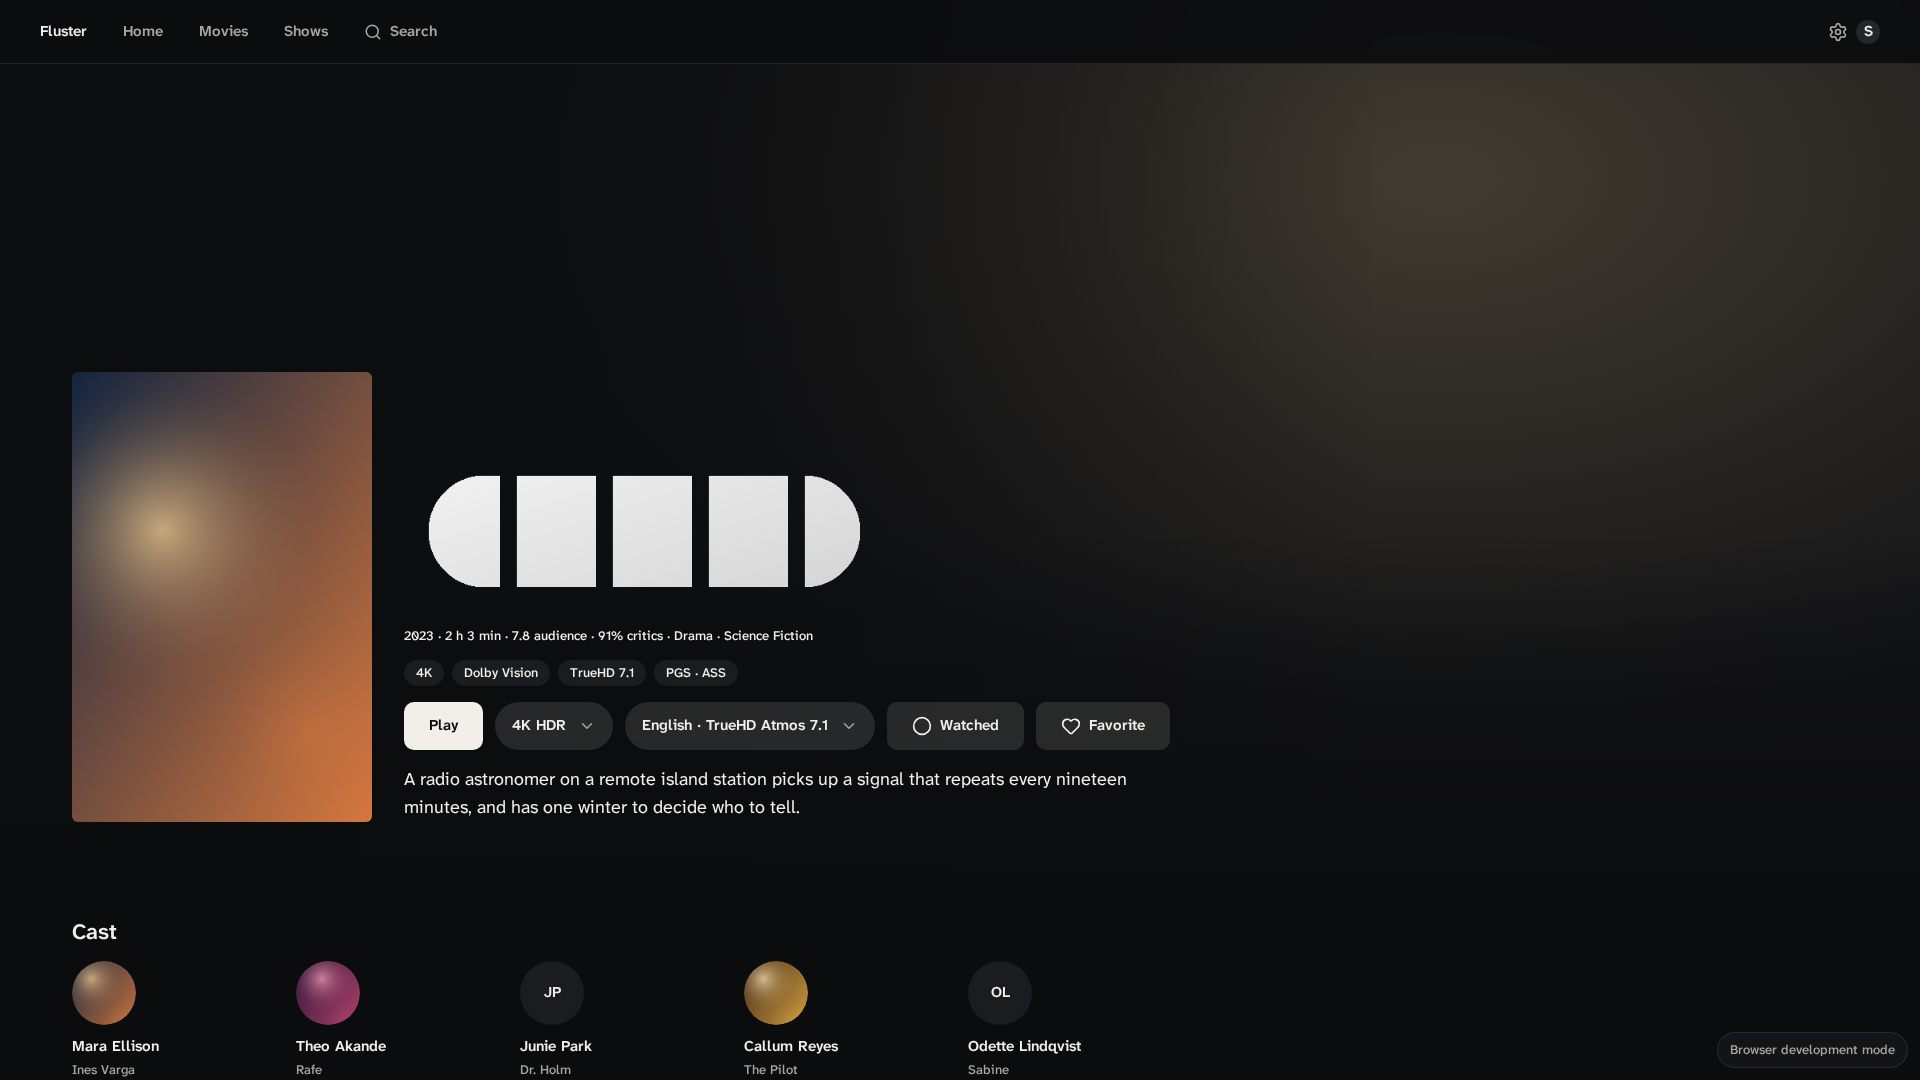 Fluster Home Movies Shows Search S
2023 · 2 h 3 min · 7.8 audience · 91% critics · Drama · Science Fiction
4K Dolby Vision TrueHD 7.1 PGS · ASS
Play 4K HDR English · TrueHD Atmos 7.1 Watched Favorite
A radio astronomer on a remote island station picks up a signal that repeats every nineteen
minutes, and has one winter to decide who to tell.
Cast
JP OL
Mara Ellison Theo Akande Junie Park Callum Reyes Odette Lindqvist
Ines Varga Rafe Dr. Holm The Pilot Sabine
Browser development mode